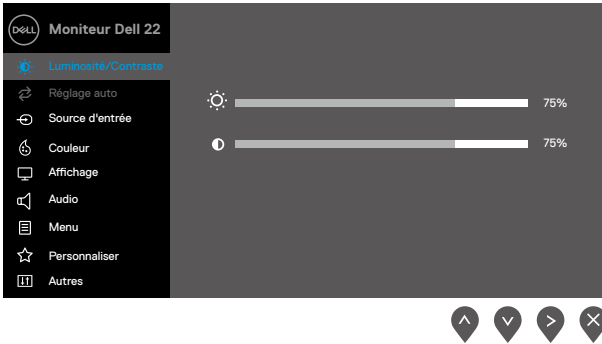 DELL
Moniteur Dell 22
Luminosité/Contraste
Réglage auto
Source d'entrée
Couleur
Affichage
Audio
Menu
Personnaliser
Autres
75%
75%